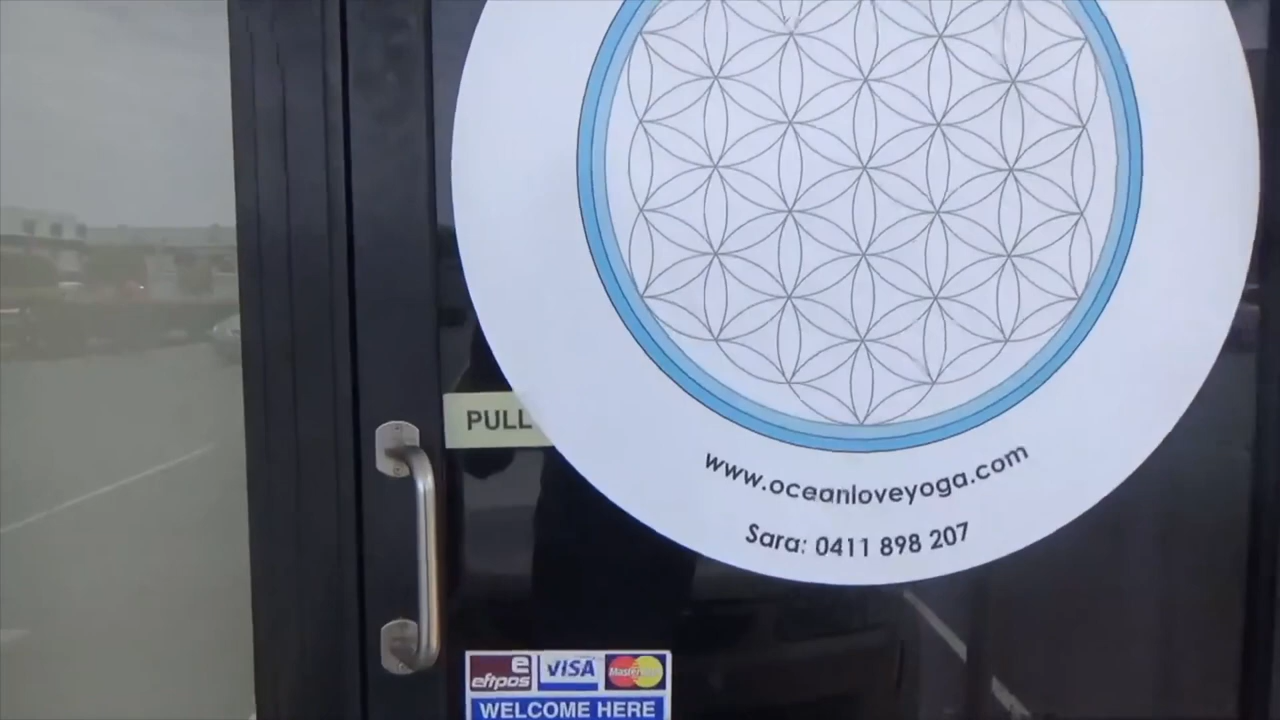 PULL
www.oceanloveyoga.com
Sara: 0411 898 207
e
eftpos
VISA
MasterCard
WELCOME HERE